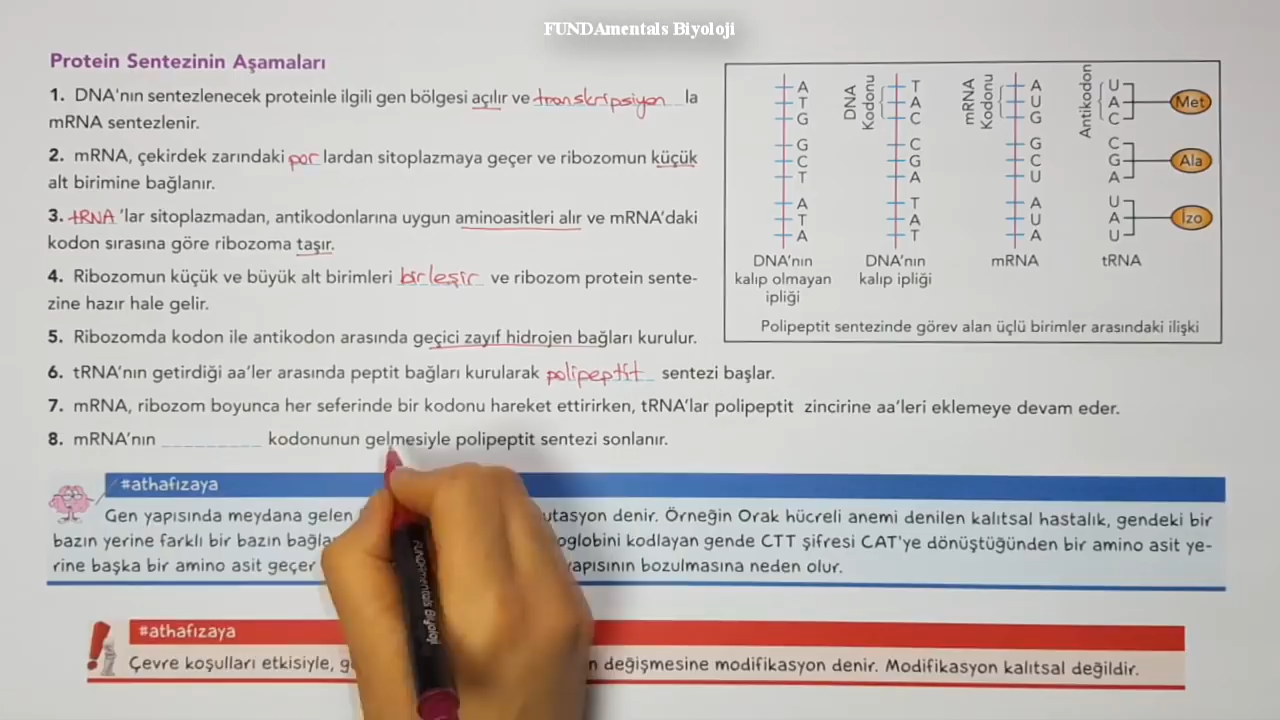 FUNDAmentals Biyoloji
Protein Sentezinin Aşamaları
1. DNA'nın sentezlenecek proteinle ilgili gen bölgesi açılır ve transkripsiyon la
mRNA sentezlenir.
2. mRNA, çekirdek zarındaki por lardan sitoplazmaya geçer ve ribozomun küçük
alt birimine bağlanır.
3. tRNA 'lar sitoplazmadan, antikodonlarına uygun aminoasitleri alır ve mRNA'daki
kodon sırasına göre ribozoma taşır.
4. Ribozomun küçük ve büyük alt birimleri birleşir ve ribozom protein sente-
zine hazır hale gelir.
5. Ribozomda kodon ile antikodon arasında geçici zayıf hidrojen bağları kurulur.
6. tRNA'nın getirdiği aa'ler arasında peptit bağları kurularak polipeptit sentezi başlar.
7. mRNA, ribozom boyunca her seferinde bir kodonu hareket ettirirken, tRNA'lar polipeptit zincirine aa'leri eklemeye devam eder.
8. mRNA'nın __________ kodonunun gelmesiyle polipeptit sentezi sonlanır.
DNA Kodonu
mRNA Kodonu
Antikodon
A T A U Met
T A U A
G C G C
G C G C Ala
C G C G
T A U A
A T A U İzo
T A U A
A T A U
DNA'nın DNA'nın mRNA tRNA
kalıp olmayan kalıp ipliği
ipliği
Polipeptit sentezinde görev alan üçlü birimler arasındaki ilişki
#athafızaya
Gen yapısında meydana gelen utasyon denir. Örneğin Orak hücreli anemi denilen kalıtsal hastalık, gendeki bir
bazın yerine farklı bir bazın bağla oglobini kodlayan gende CTT şifresi CAT'ye dönüştüğünden bir amino asit ye-
rine başka bir amino asit geçer apısının bozulmasına neden olur.
#athafızaya
Çevre koşulları etkisiyle, g n değişmesine modifikasyon denir. Modifikasyon kalıtsal değildir.
FUNDAmentals Biyoloji